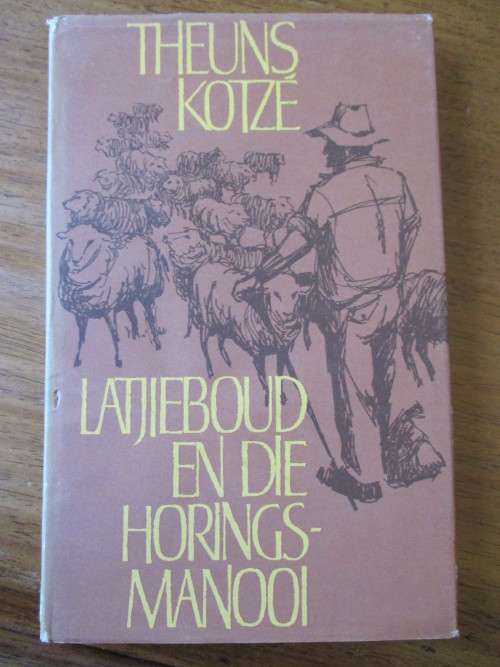 THEUNS
KOTZÉ
LATJIEBOUD
EN DIE
HORINGS-
MANOOI